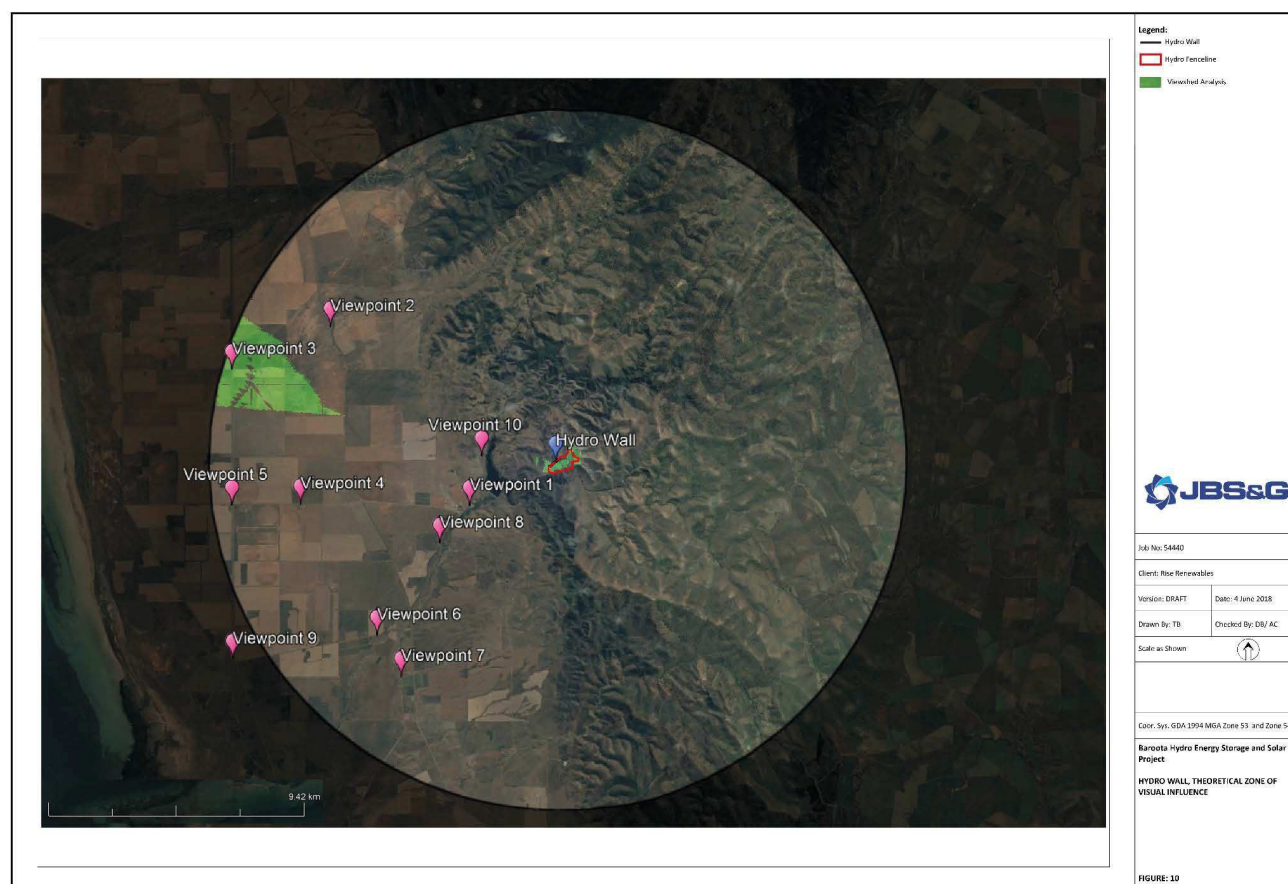 Legend:
Hydro Wall
Hydro Fenceline
Viewshed Analysis
Viewpoint 2
Viewpoint 3
Viewpoint 10
Hydro Wall
Viewpoint 5
Viewpoint 4
Viewpoint 1
Viewpoint 8
Viewpoint 6
Viewpoint 9
Viewpoint 7
9.42 km
JBS&G
Job No: 54440
Client: Rise Renewables
Version: DRAFT
Date: 4 June 2018
Drawn By: TB
Checked By: DB/ AC
Scale as Shown
Coor. Sys. GDA 1994 MGA Zone 53 and Zone 5
Baroota Hydro Energy Storage and Solar
Project
HYDRO WALL, THEORETICAL ZONE OF
VISUAL INFLUENCE
FIGURE: 10